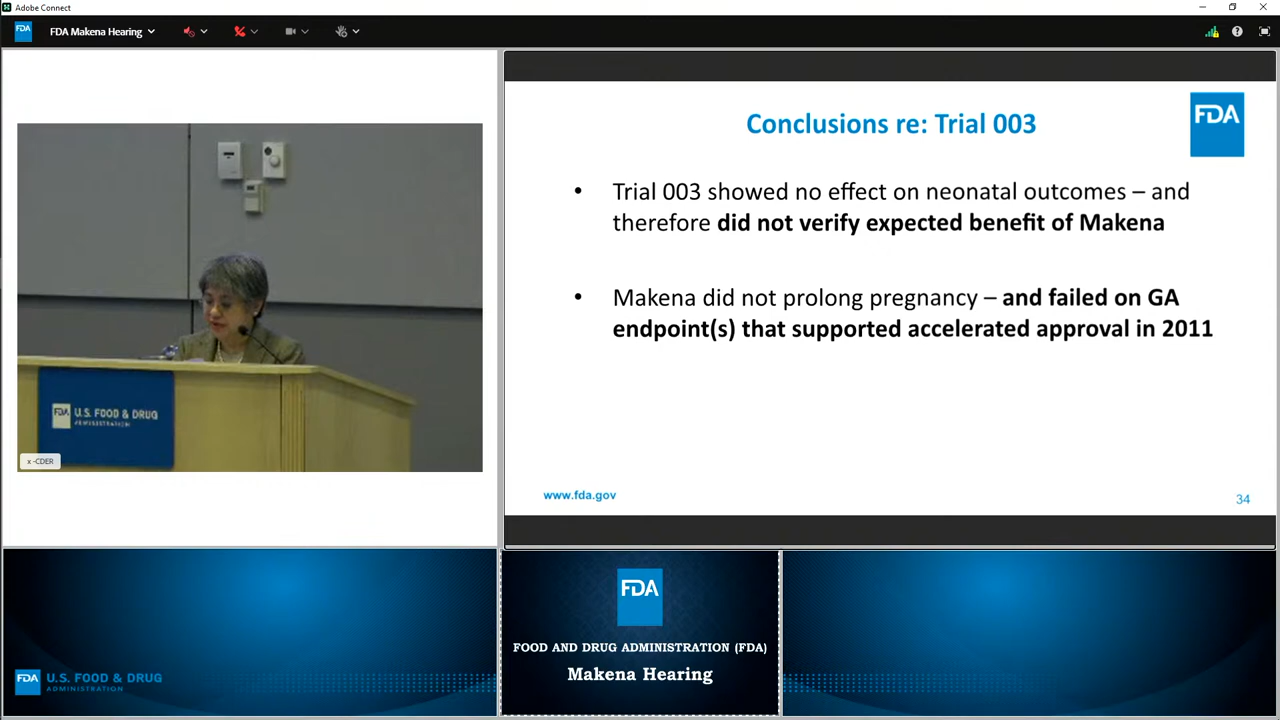 Adobe Connect
FDA
FDA Makena Hearing
Conclusions re: Trial 003
FDA
• Trial 003 showed no effect on neonatal outcomes – and
therefore did not verify expected benefit of Makena
• Makena did not prolong pregnancy – and failed on GA
endpoint(s) that supported accelerated approval in 2011
www.fda.gov
34
FDA U.S. FOOD & DRUG
ADMINISTRATION
x -CDER
FDA
FOOD AND DRUG ADMINISTRATION (FDA)
Makena Hearing
FDA U.S. FOOD & DRUG
ADMINISTRATION